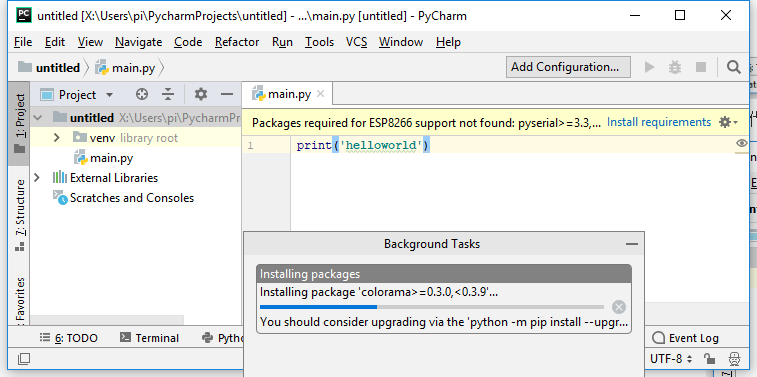 untitled [X:\Users\pi\PycharmProjects\untitled] - ...\main.py [untitled] - PyCharm
File Edit View Navigate Code Refactor Run Tools VCS Window Help
untitled main.py Add Configuration...
1: Project
7: Structure
Favorites
Project
untitled X:\Users\pi\PycharmPr
venv library root
main.py
External Libraries
Scratches and Consoles
main.py
Packages required for ESP8266 support not found: pyserial>=3.3,... Install requirements
1 print('helloworld')
Background Tasks
Installing packages
Installing package 'colorama>=0.3.0,<0.3.9'...
You should consider upgrading via the 'python -m pip install --upgr...
6: TODO Terminal Pytho Event Log
UTF-8